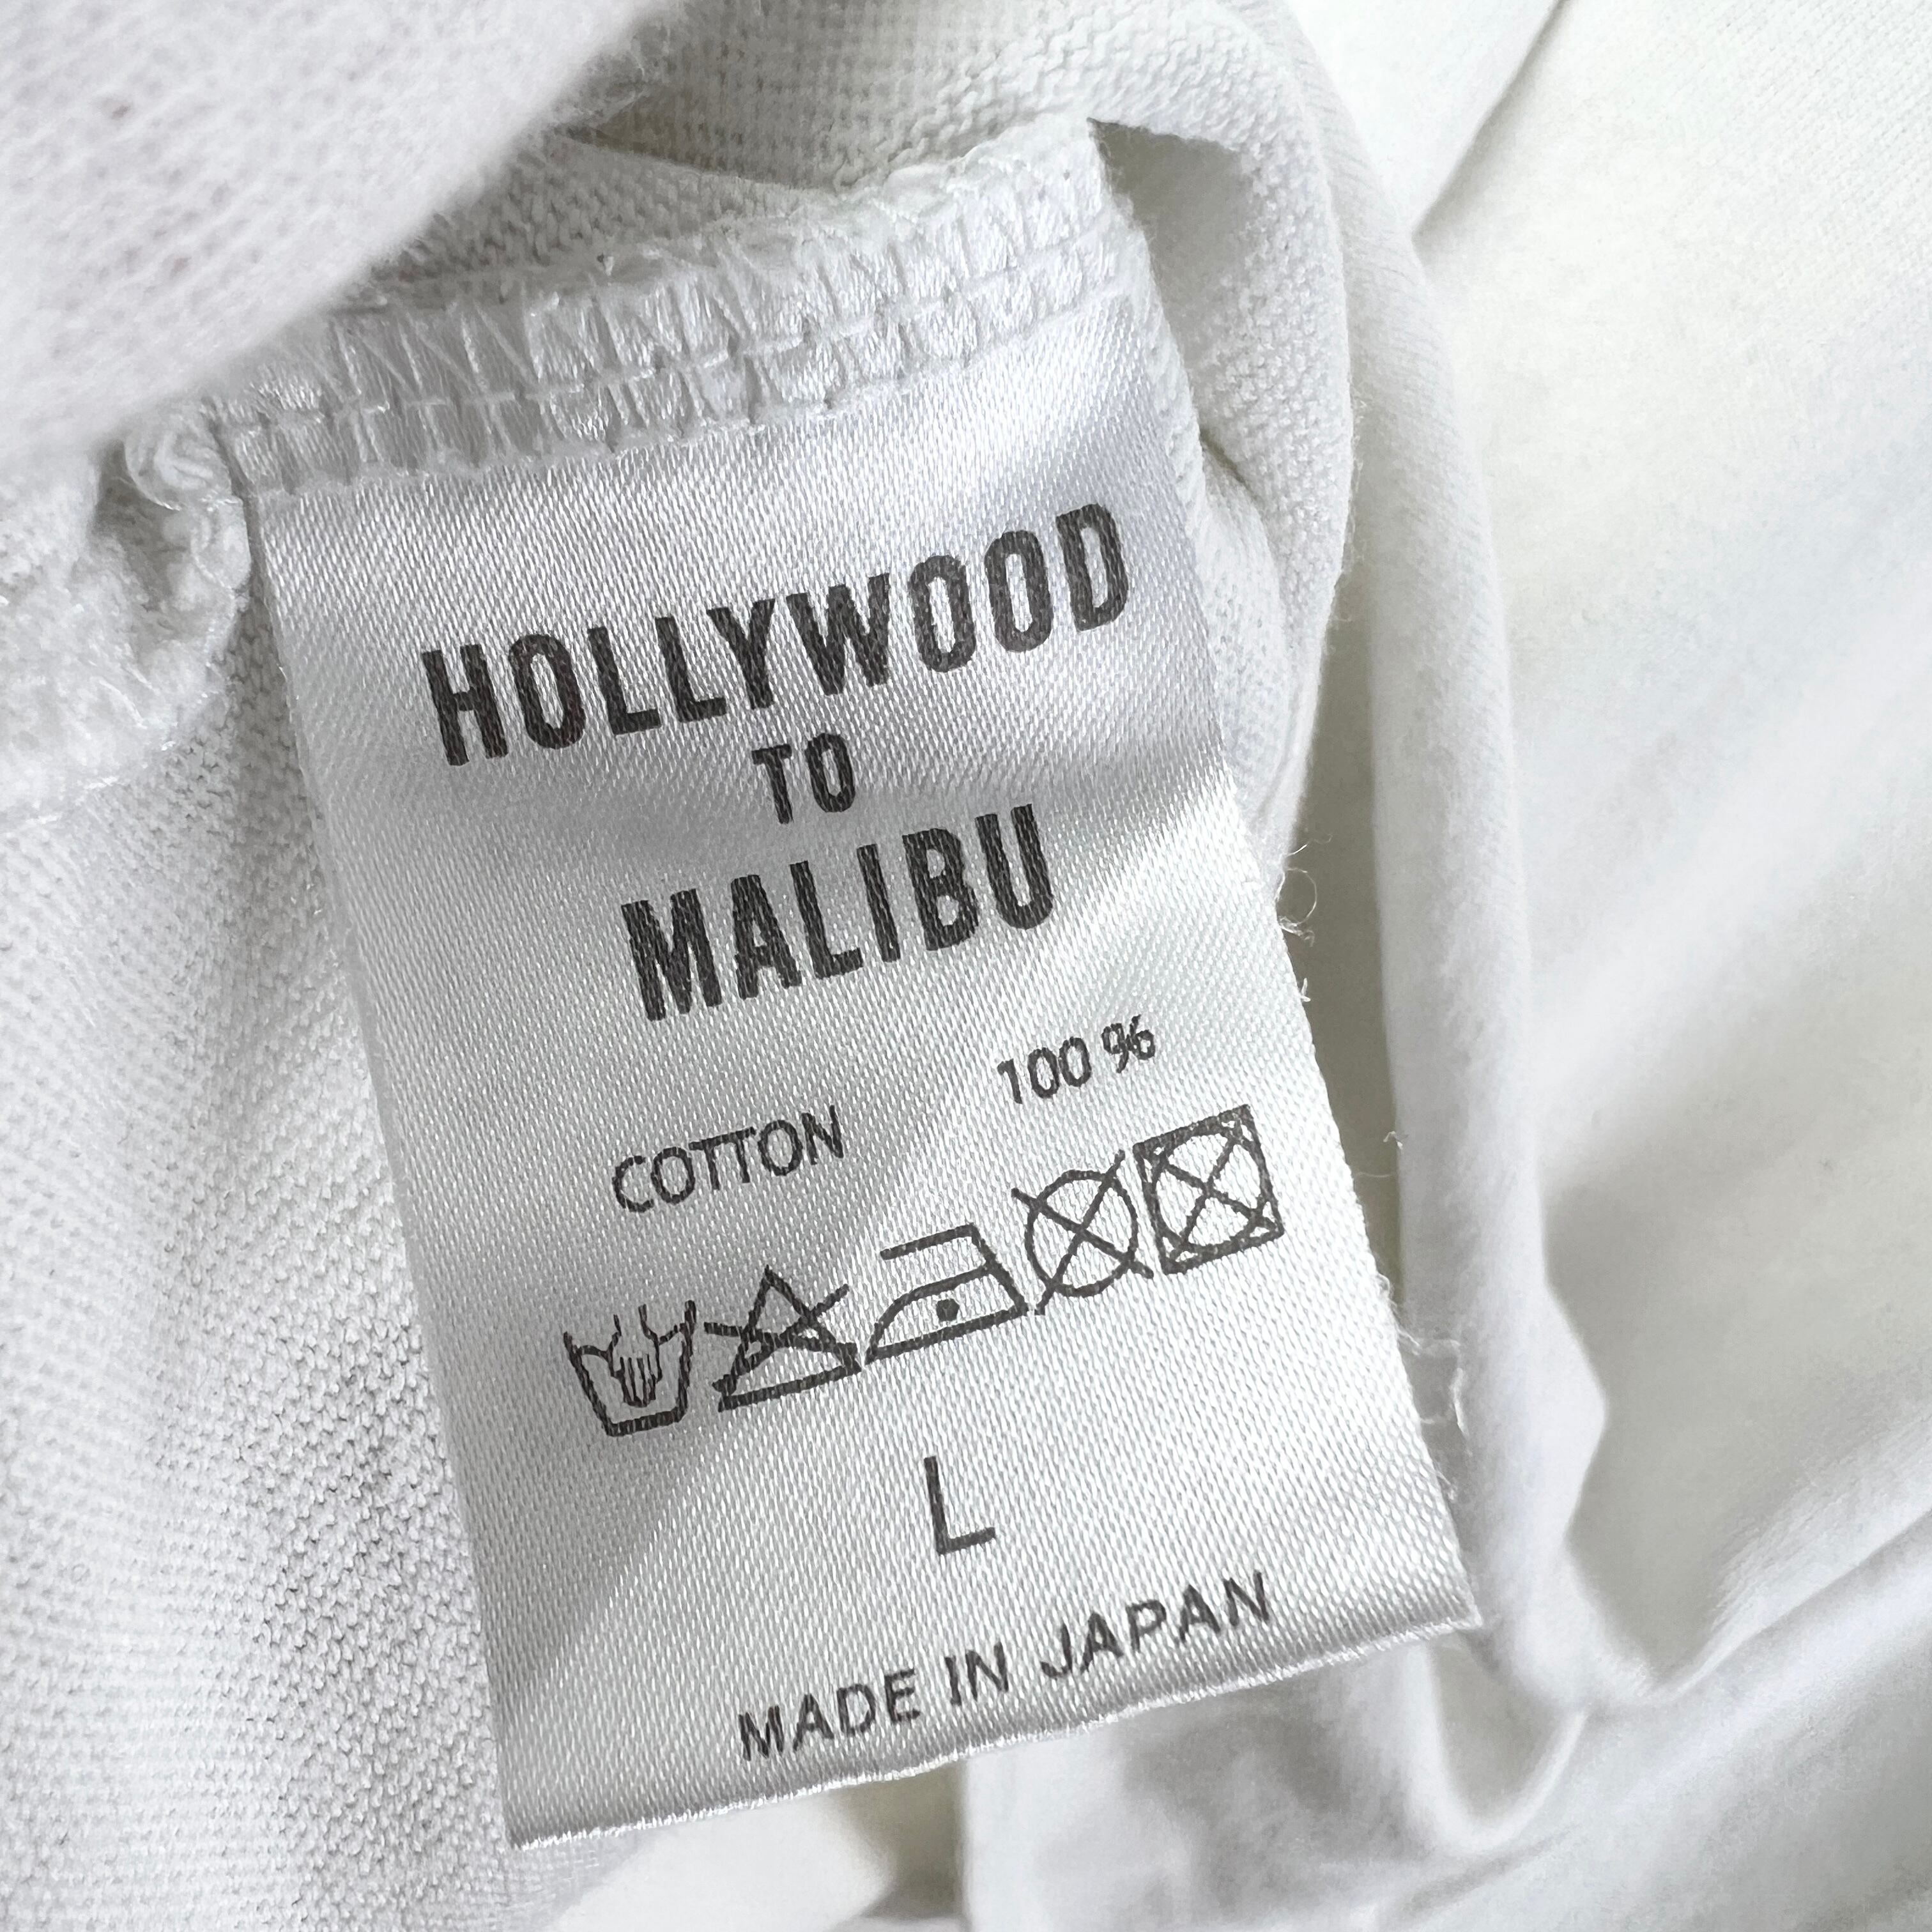 HOLLYWOOD
TO
MALIBU
COTTON 100 %
L
MADE IN JAPAN